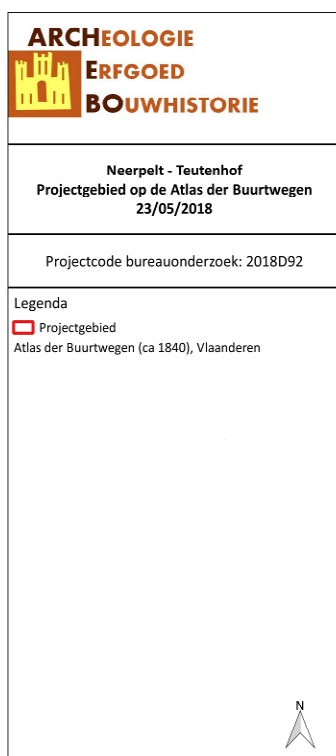 ARCHEOLOGIE
ERFGOED
BOUWHISTORIE
Neerpelt - Teutenhof
Projectgebied op de Atlas der Buurtwegen
23/05/2018
Projectcode bureauonderzoek: 2018D92
Legenda
Projectgebied
Atlas der Buurtwegen (ca 1840), Vlaanderen
N